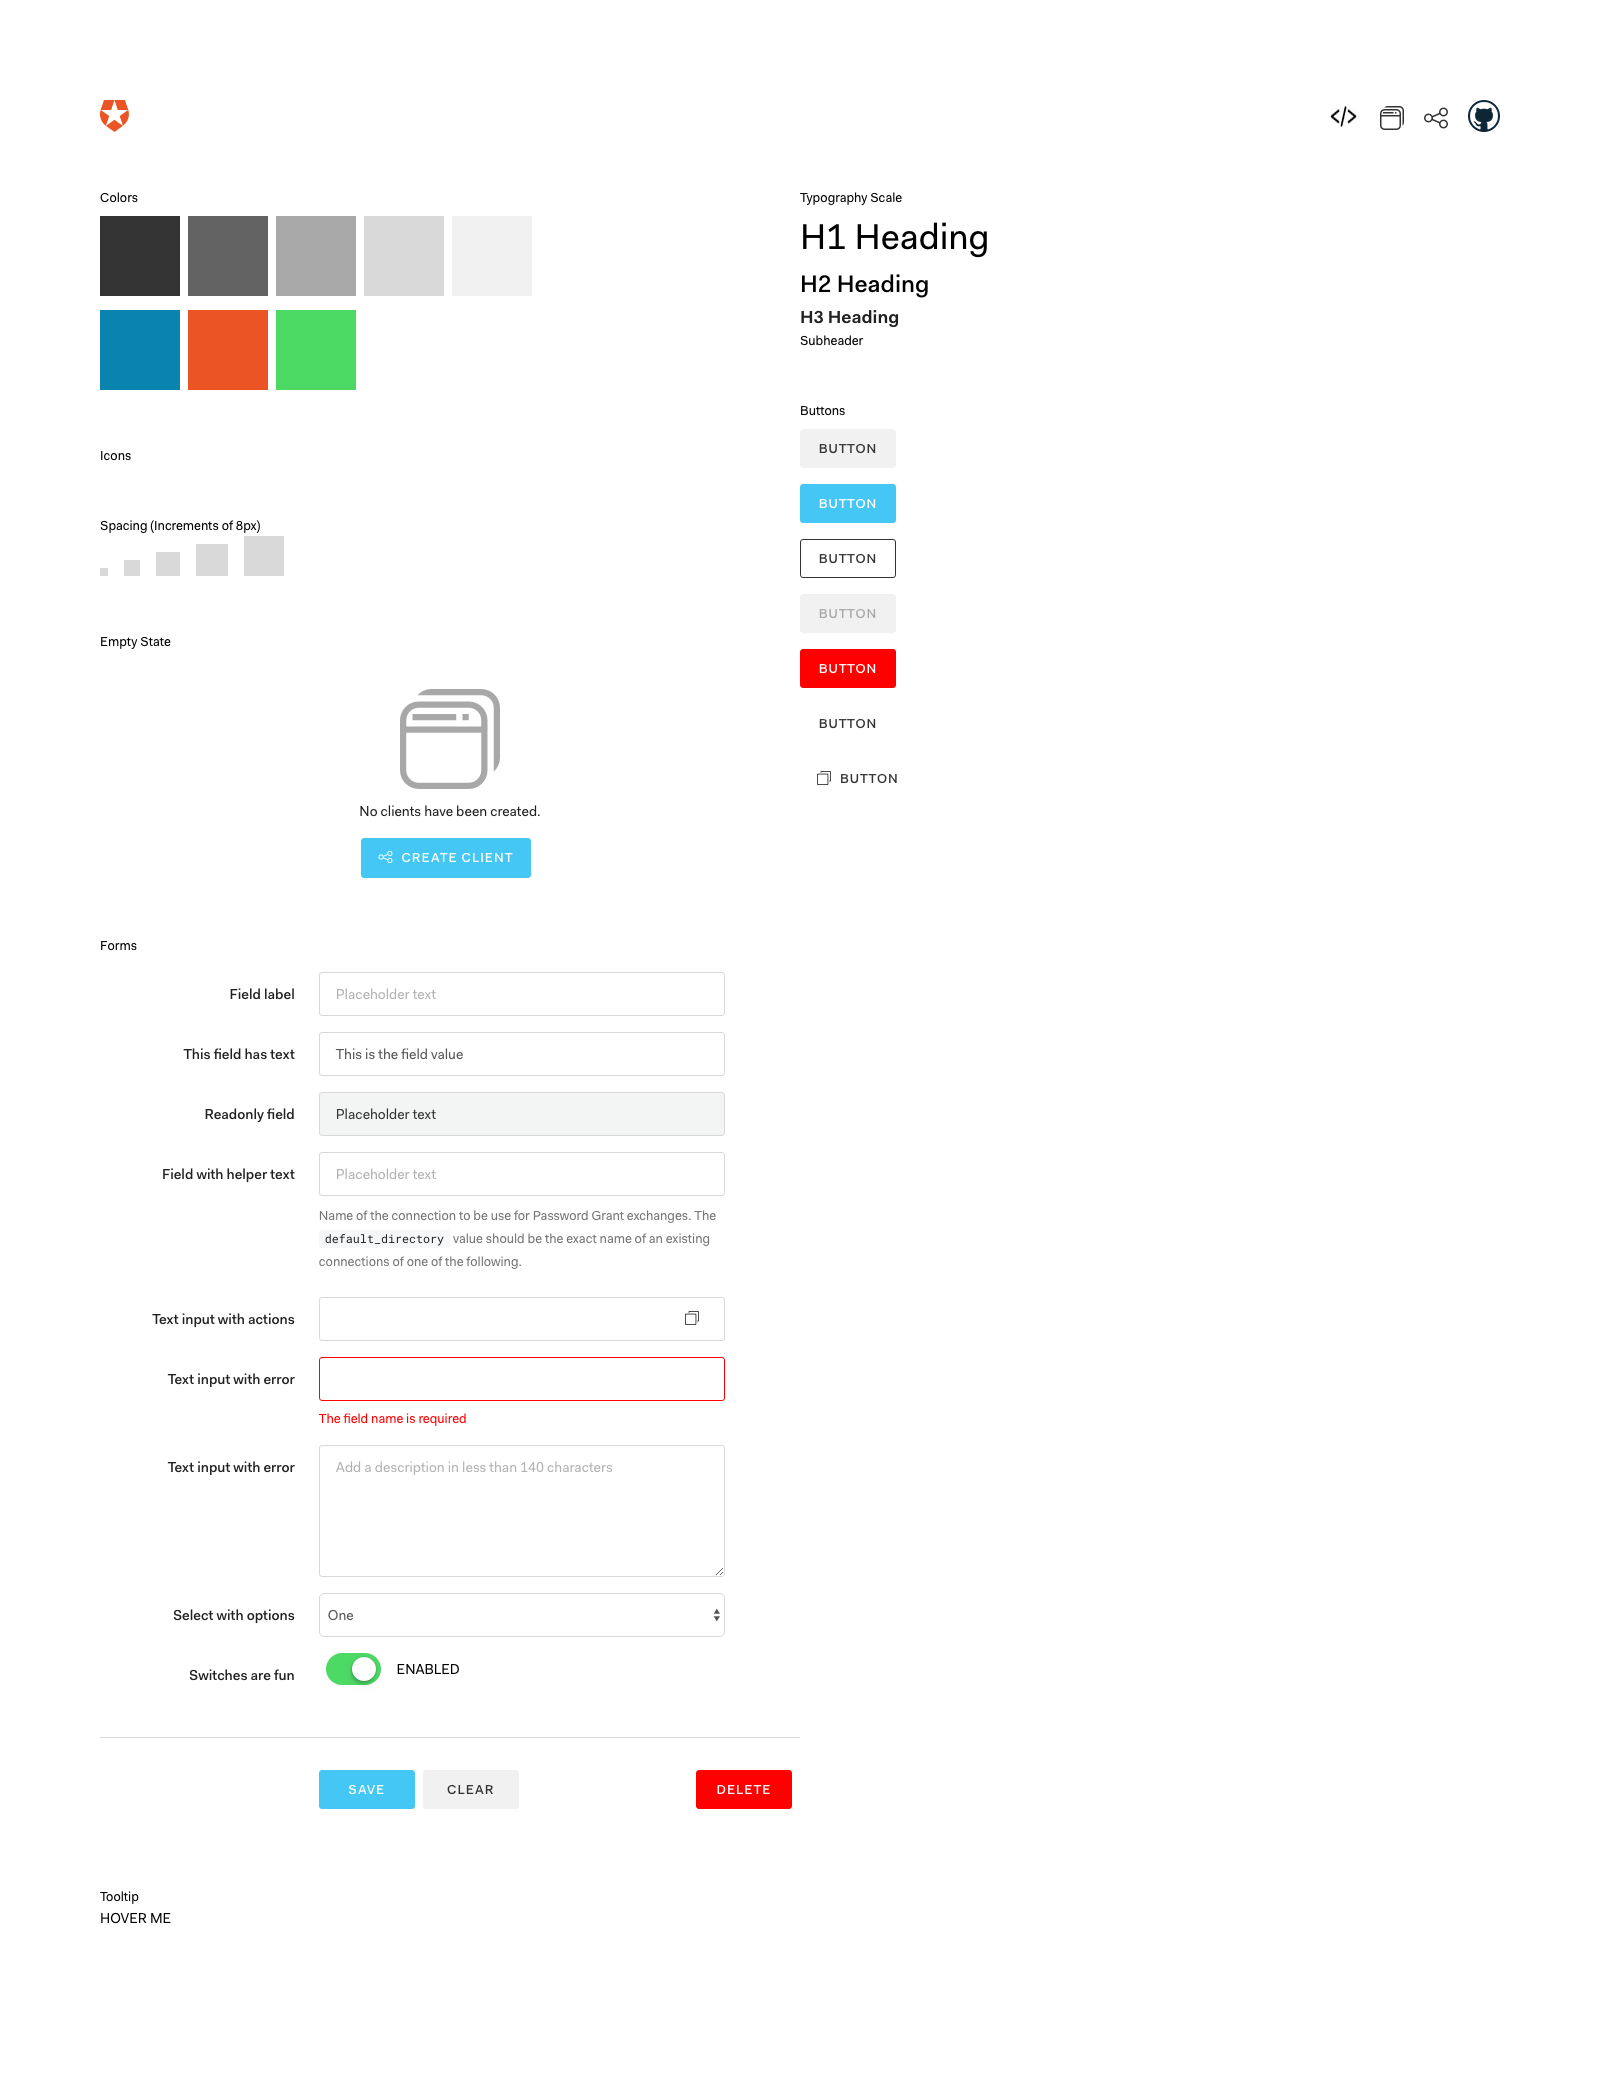 Colors
Icons
Spacing (Increments of 8px)
Empty State
No clients have been created.
CREATE CLIENT
Typography Scale
H1 Heading
H2 Heading
H3 Heading
Subheader
Buttons
BUTTON
BUTTON
BUTTON
BUTTON
BUTTON
BUTTON
BUTTON
Forms
Field label
Placeholder text
This field has text
This is the field value
Readonly field
Placeholder text
Field with helper text
Placeholder text
Name of the connection to be use for Password Grant exchanges. The
default_directory value should be the exact name of an existing
connections of one of the following.
Text input with actions
Text input with error
The field name is required
Text input with error
Add a description in less than 140 characters
Select with options
One
Switches are fun
ENABLED
SAVE
CLEAR
DELETE
Tooltip
HOVER ME